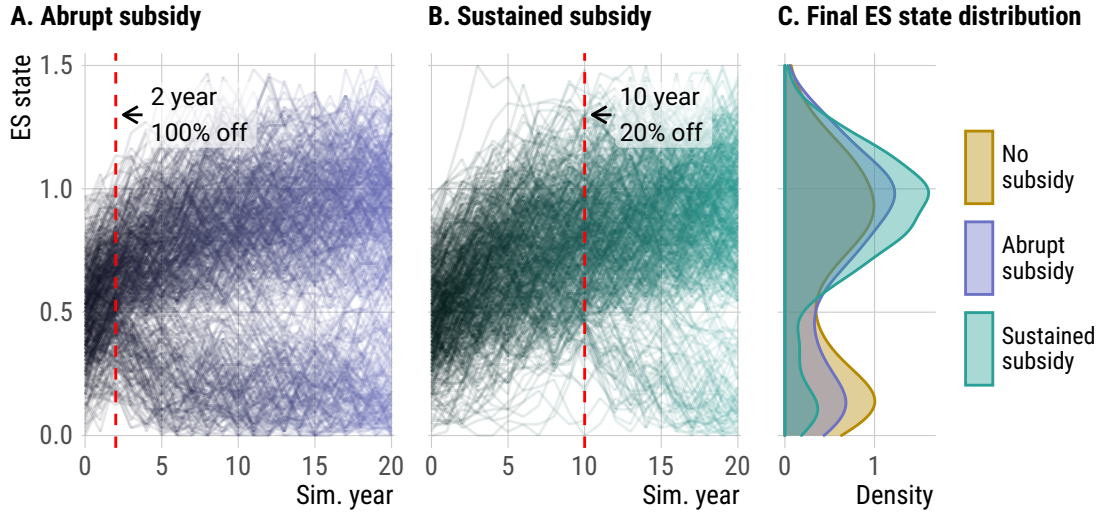 A. Abrupt subsidy
ES state
1.5
1.0
0.5
0.0
2 year
100% off
0 5 10 15 20
Sim. year
B. Sustained subsidy
10 year
20% off
0 5 10 15 20
Sim. year
C. Final ES state distribution
0 1
Density
No
subsidy
Abrupt
subsidy
Sustained
subsidy